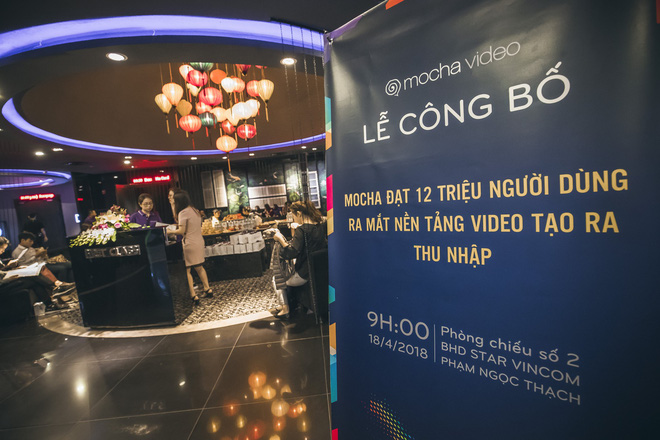 mocha video
LỄ CÔNG BỐ
MOCHA ĐẠT 12 TRIỆU NGƯỜI DÙNG
RA MẮT NỀN TẢNG VIDEO TẠO RA
THU NHẬP
9H:00
18/4/2018
Phòng chiếu số 2
BHD STAR VINCOM
PHẠM NGỌC THẠCH